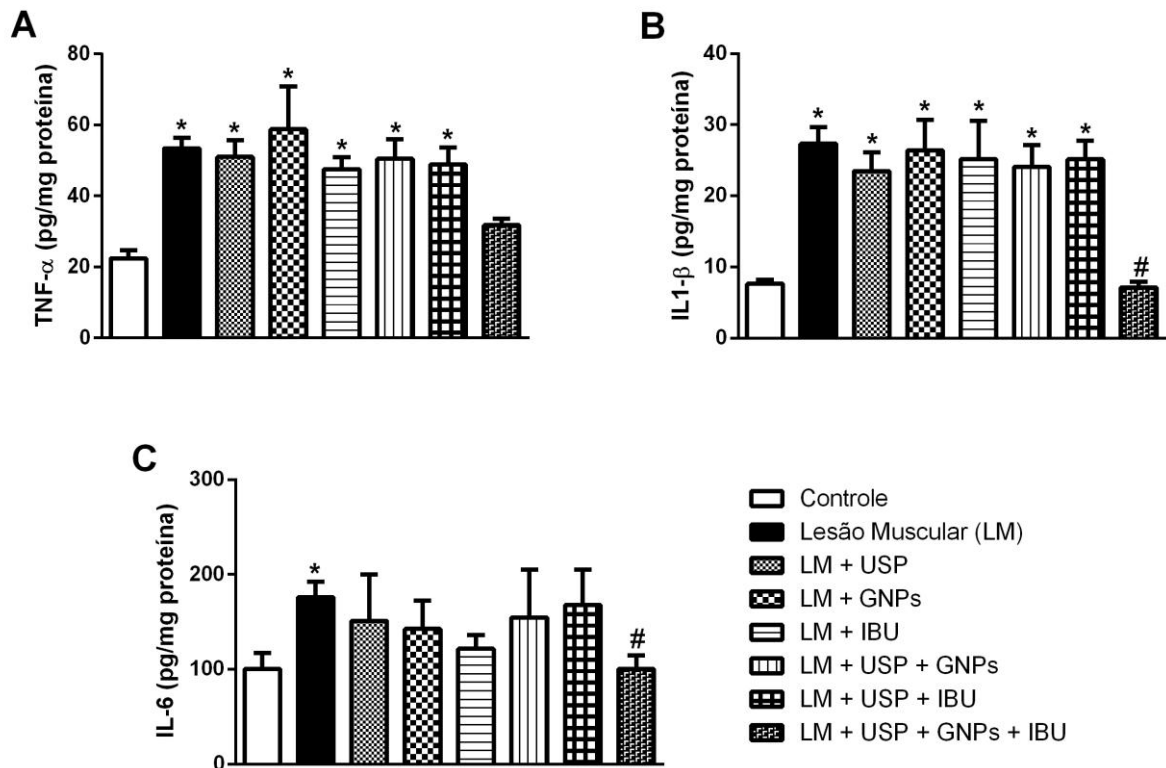 A
TNF-α (pg/mg proteína)
80
60
40
20
0
* * * * * *
B
IL1-β (pg/mg proteína)
40
30
20
10
0
* * * * * * #
C
IL-6 (pg/mg proteína)
300
200
100
0
* #
Controle
Lesão Muscular (LM)
LM + USP
LM + GNPs
LM + IBU
LM + USP + GNPs
LM + USP + IBU
LM + USP + GNPs + IBU